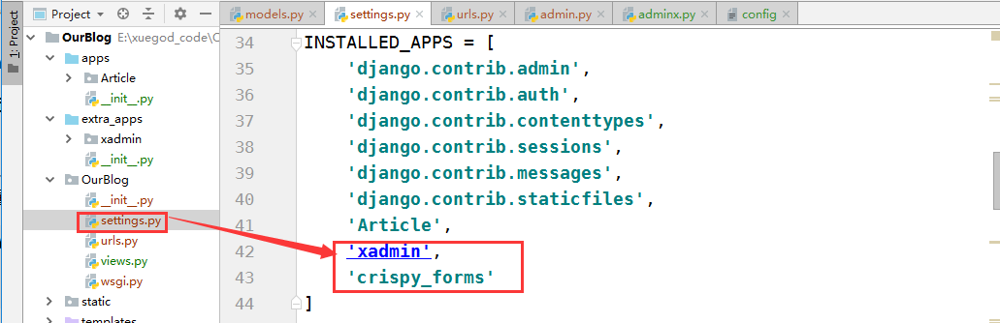 1: Project
Project
OurBlog E:\xuegod_code\C
apps
Article
__init__.py
extra_apps
xadmin
__init__.py
OurBlog
__init__.py
settings.py
urls.py
views.py
wsgi.py
static
templates
models.py settings.py urls.py admin.py adminx.py config
34 INSTALLED_APPS = [
35 'django.contrib.admin',
36 'django.contrib.auth',
37 'django.contrib.contenttypes',
38 'django.contrib.sessions',
39 'django.contrib.messages',
40 'django.contrib.staticfiles',
41 'Article',
42 'xadmin',
43 'crispy_forms'
44 ]